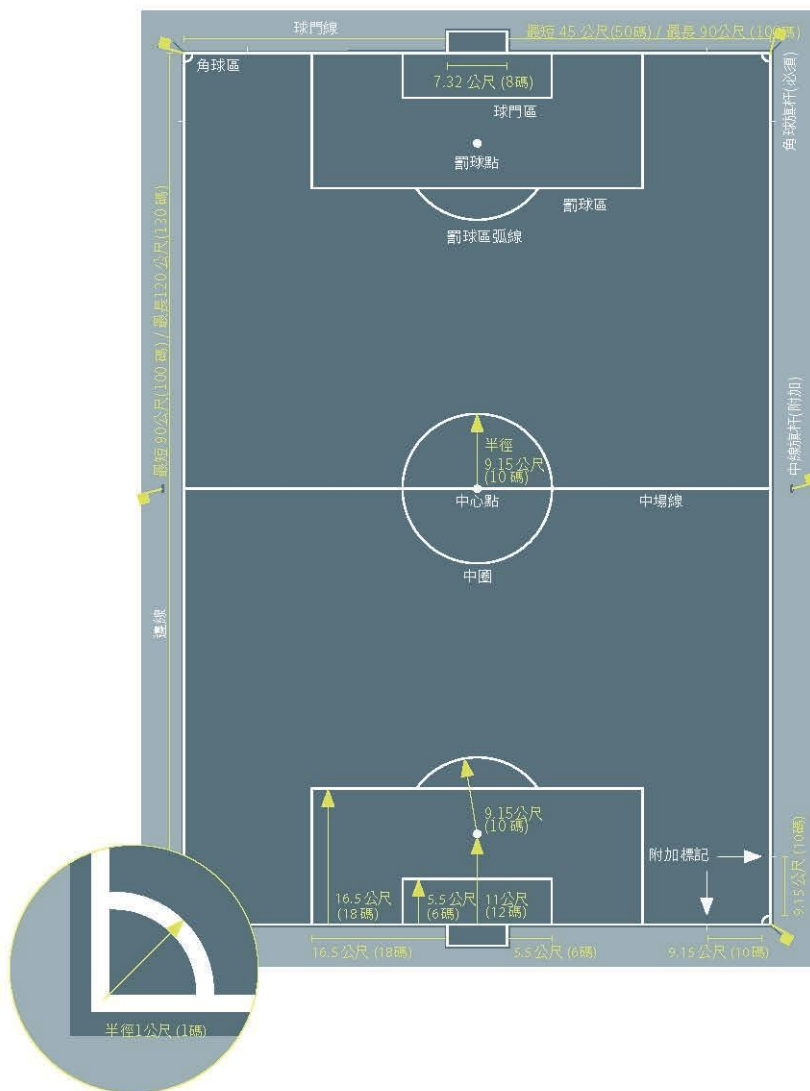 球門線
最短 45 公尺(50碼) / 最長 90公尺 (100碼)
角球區
7.32 公尺 (8碼)
球門區
角球旗杆(必須)
罰球點
罰球區
罰球區弧線
最短 90公尺(100 碼) / 最長120 公尺(130 碼)
中線旗杆(附加)
半徑
9.15 公尺
(10 碼)
中心點
中場線
中圈
邊線
9.15公尺
(10 碼)
附加標記
9.15 公尺 (10碼)
16.5 公尺
(18 碼)
5.5 公尺
(6碼)
11公尺
(12碼)
16.5 公尺 (18碼)
5.5 公尺 (6碼)
9.15 公尺 (10碼)
半徑1公尺 (1碼)